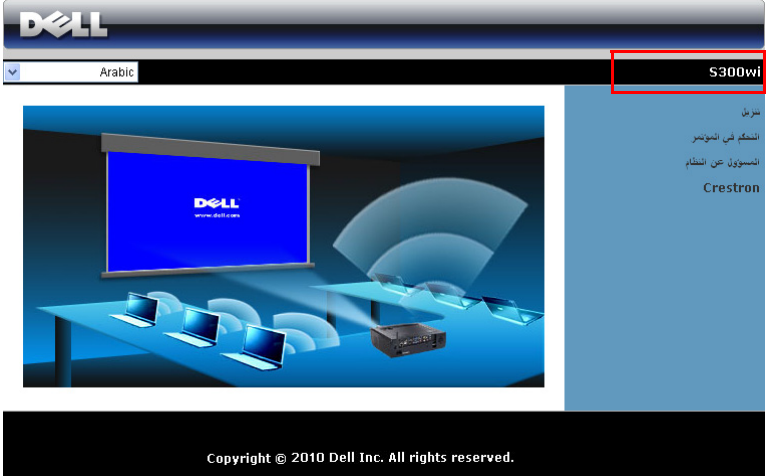 DELL
Arabic
S300wi
تنزيل
التحكم في المؤتمر
المسؤول عن النظام
Crestron
DELL
www.dell.com
Copyright © 2010 Dell Inc. All rights reserved.